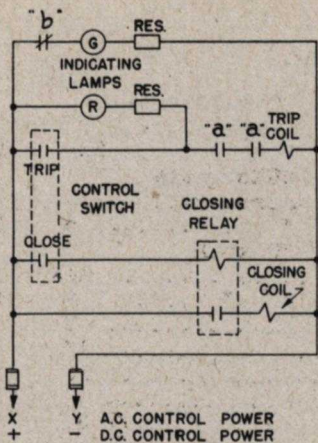 "b"
G
RES.
INDICATING
LAMPS
RES.
R
"a" "a" TRIP
COIL
TRIP
CONTROL
SWITCH
CLOSING
RELAY
CLOSE
CLOSING
COIL
X Y A.C. CONTROL POWER
+ - D.C. CONTROL POWER